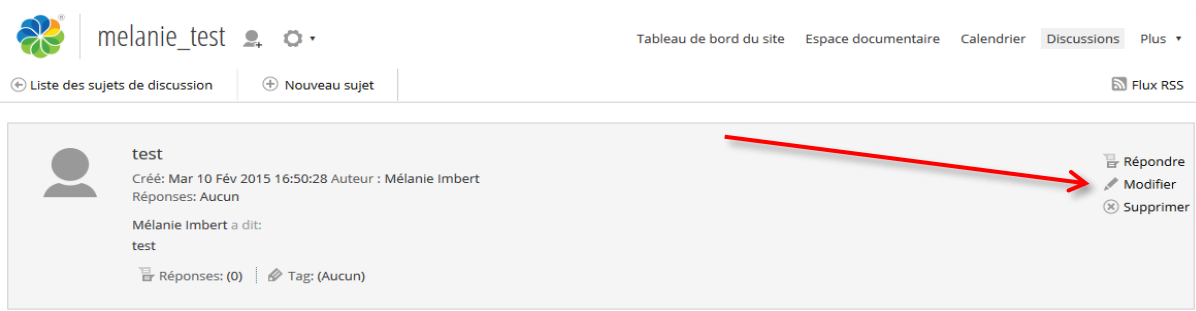 melanie_test
Tableau de bord du site Espace documentaire Calendrier Discussions Plus
Liste des sujets de discussion Nouveau sujet Flux RSS
test
Créé: Mar 10 Fév 2015 16:50:28 Auteur : Mélanie Imbert
Réponses: Aucun
Mélanie Imbert a dit:
test
Réponses: (0) Tag: (Aucun)
Répondre
Modifier
Supprimer